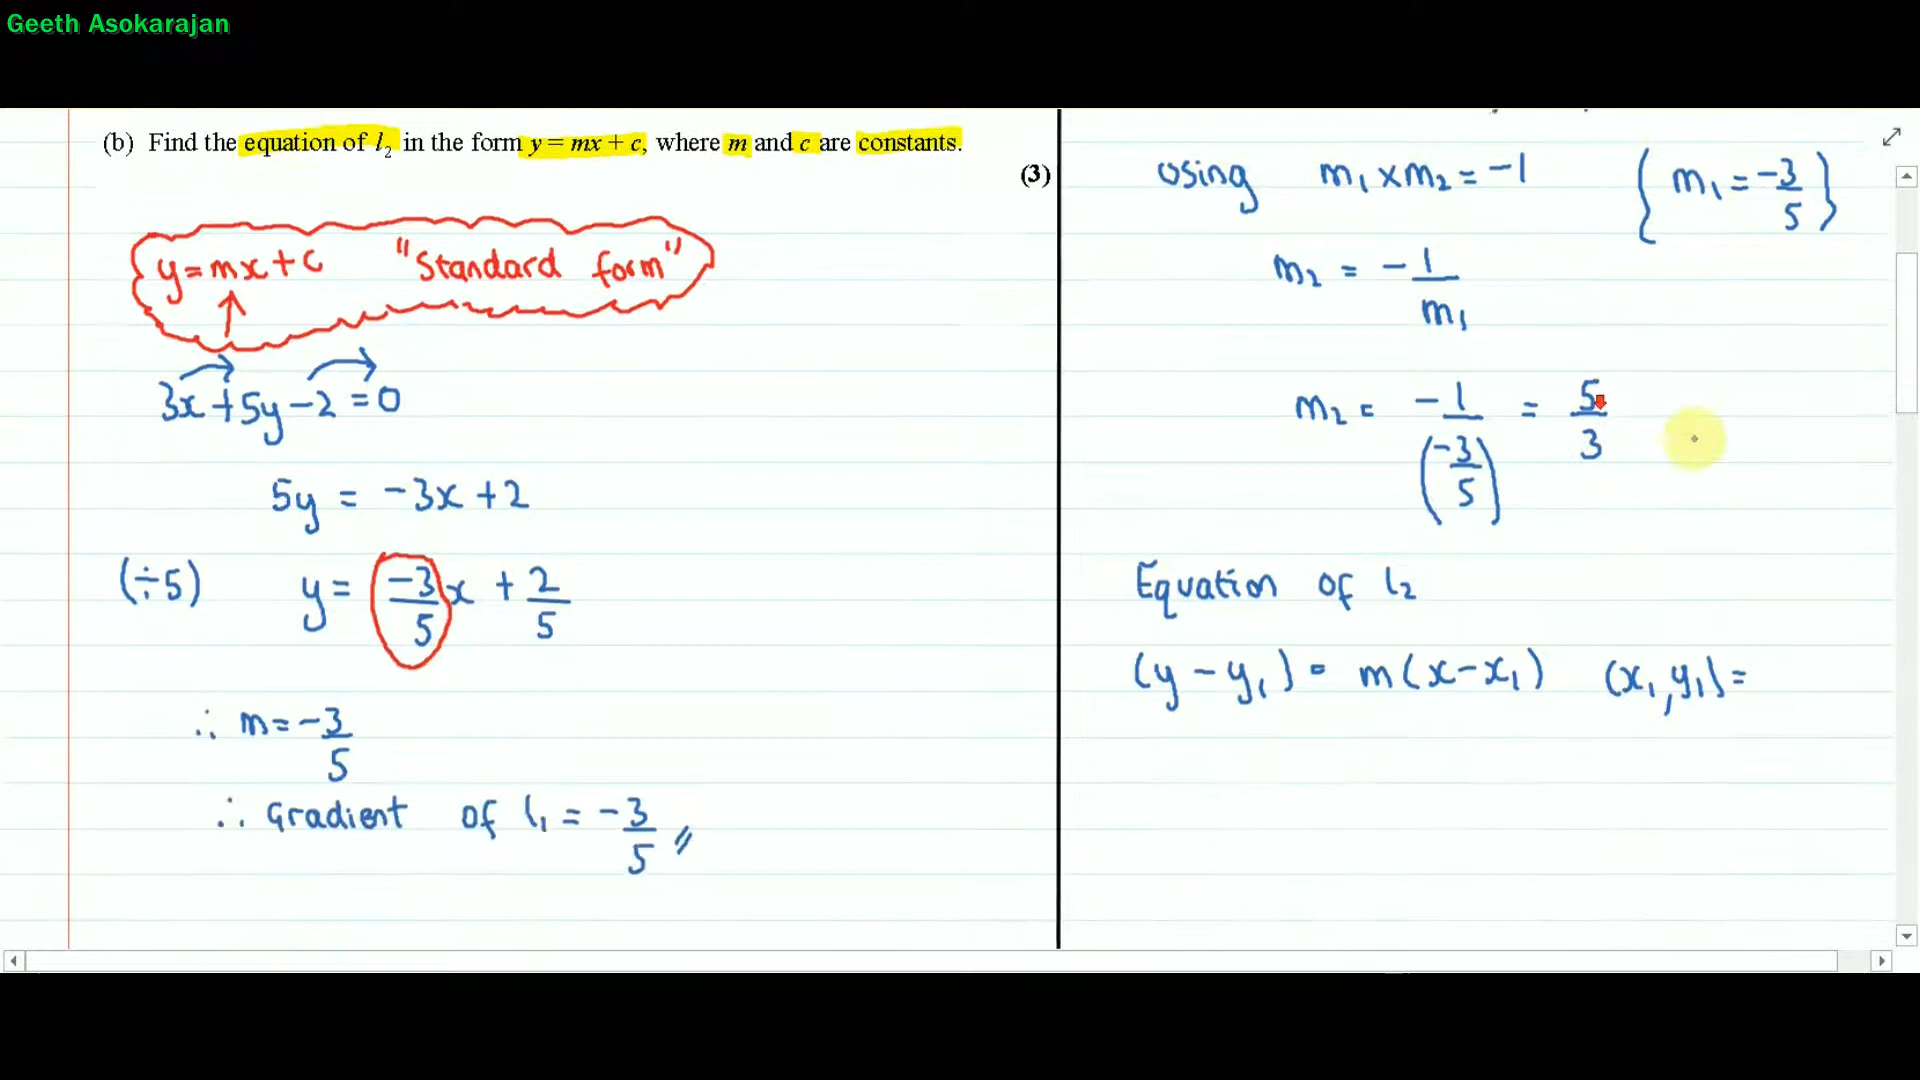 Geeth Asokarajan
(b) Find the equation of l₂ in the form y = mx + c, where m and c are constants.
(3)
y = mx + c "Standard form"
3x + 5y - 2 = 0
5y = -3x + 2
(÷5) y = -3/5 x + 2/5
∴ m = -3/5
∴ Gradient of l₁ = -3/5 //
using m₁ × m₂ = -1 { m₁ = -3/5 }
m₂ = -1/m₁
m₂ = -1/(-3/5) = 5/3
Equation of l₂
(y - y₁) = m(x - x₁) (x₁, y₁) =